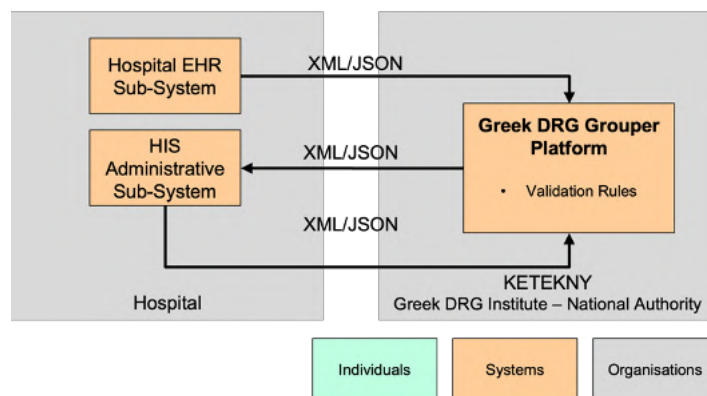 Hospital EHR
Sub-System
XML/JSON
HIS
Administrative
Sub-System
XML/JSON
Greek DRG Grouper
Platform
• Validation Rules
XML/JSON
Hospital
KETEKNY
Greek DRG Institute – National Authority
Individuals
Systems
Organisations